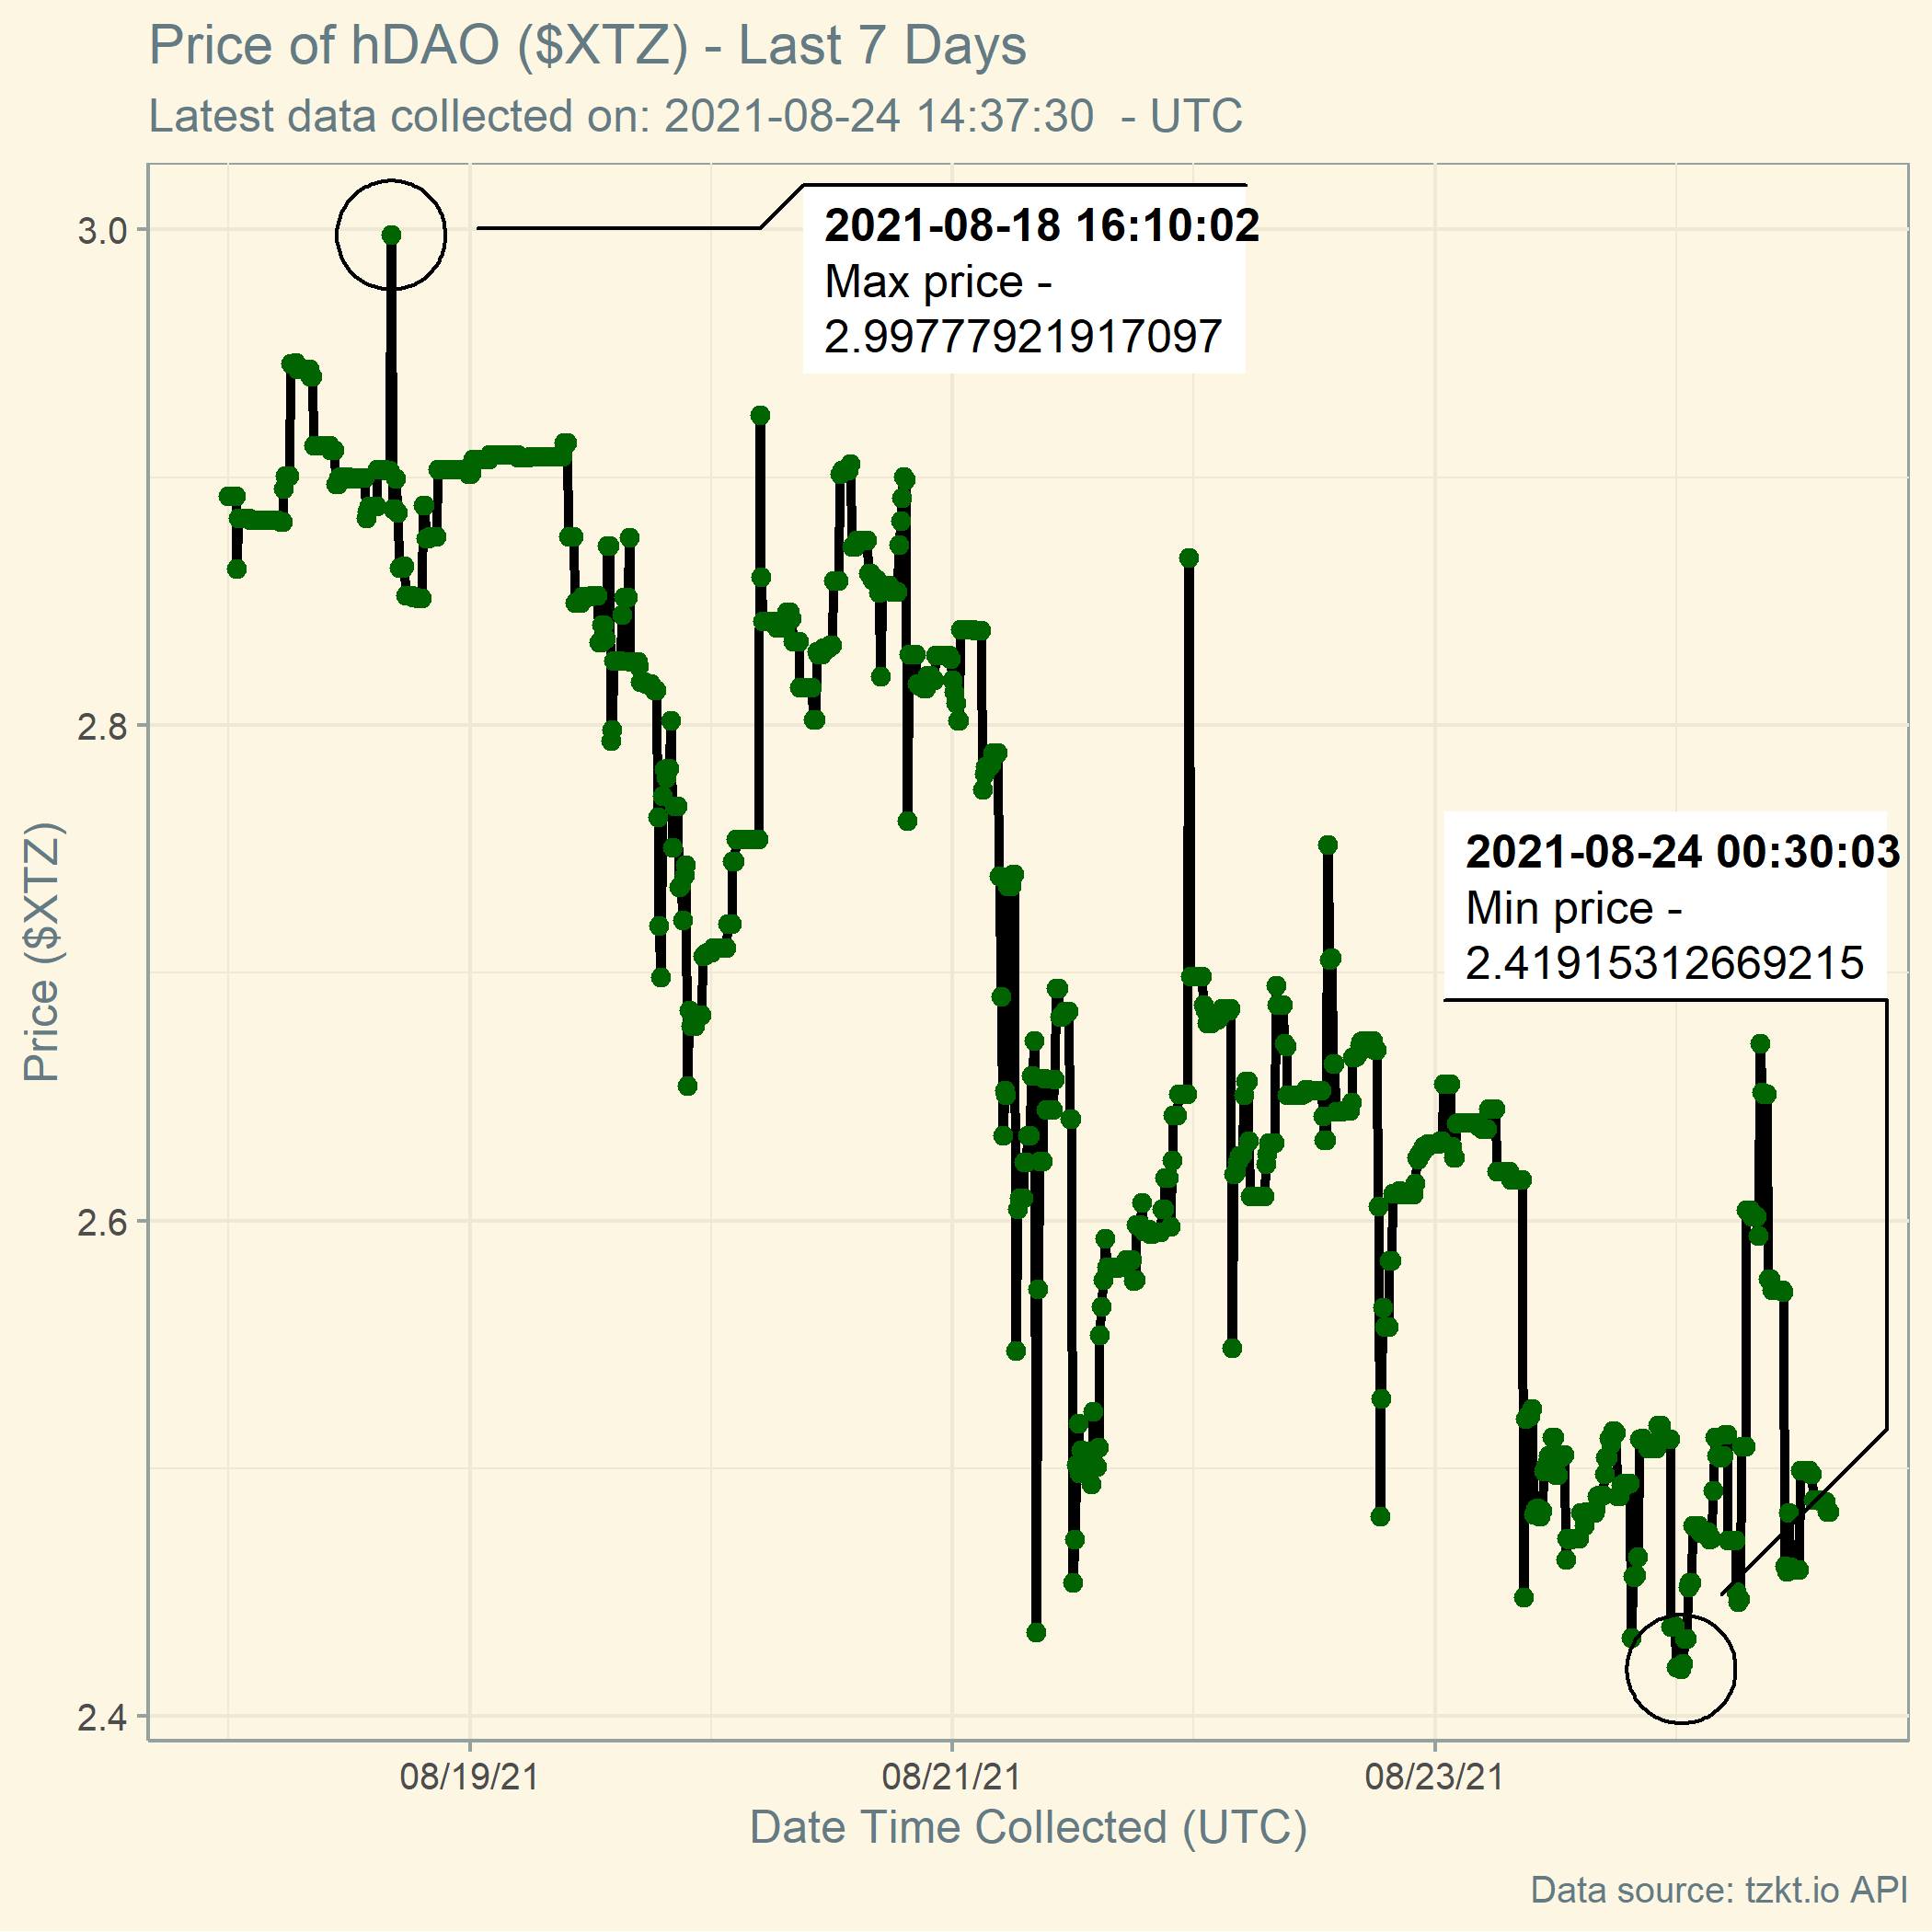 Price of hDAO ($XTZ) - Last 7 Days
Latest data collected on: 2021-08-24 14:37:30  - UTC
3.0
2.8
2.6
2.4
Price ($XTZ)
2021-08-18 16:10:02
Max price -
2.99777921917097
2021-08-24 00:30:03
Min price -
2.41915312669215
08/19/21
08/21/21
08/23/21
Date Time Collected (UTC)
Data source: tzkt.io API